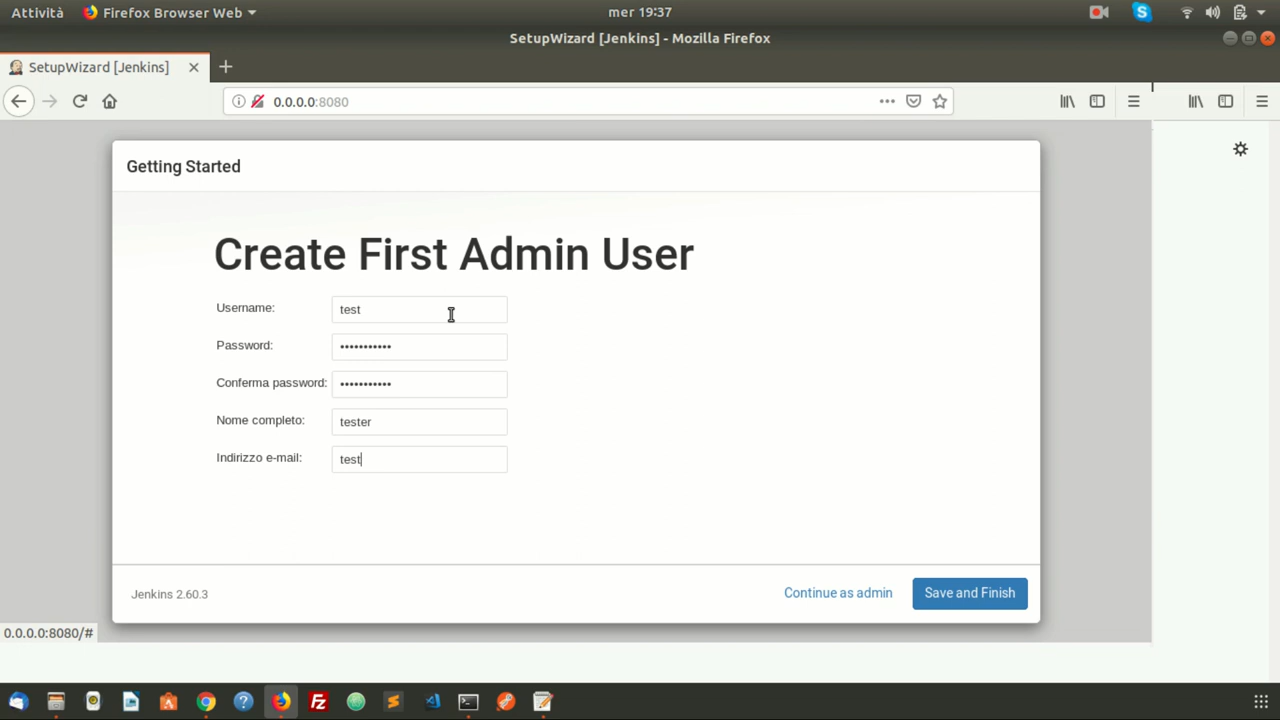 Attività Firefox Browser Web mer 19:37
SetupWizard [Jenkins] - Mozilla Firefox
SetupWizard [Jenkins]
0.0.0.0:8080
Getting Started
Create First Admin User
Username: test
Password: •••••••••••
Conferma password: •••••••••••
Nome completo: tester
Indirizzo e-mail: test
Jenkins 2.60.3 Continue as admin Save and Finish
0.0.0.0:8080/#